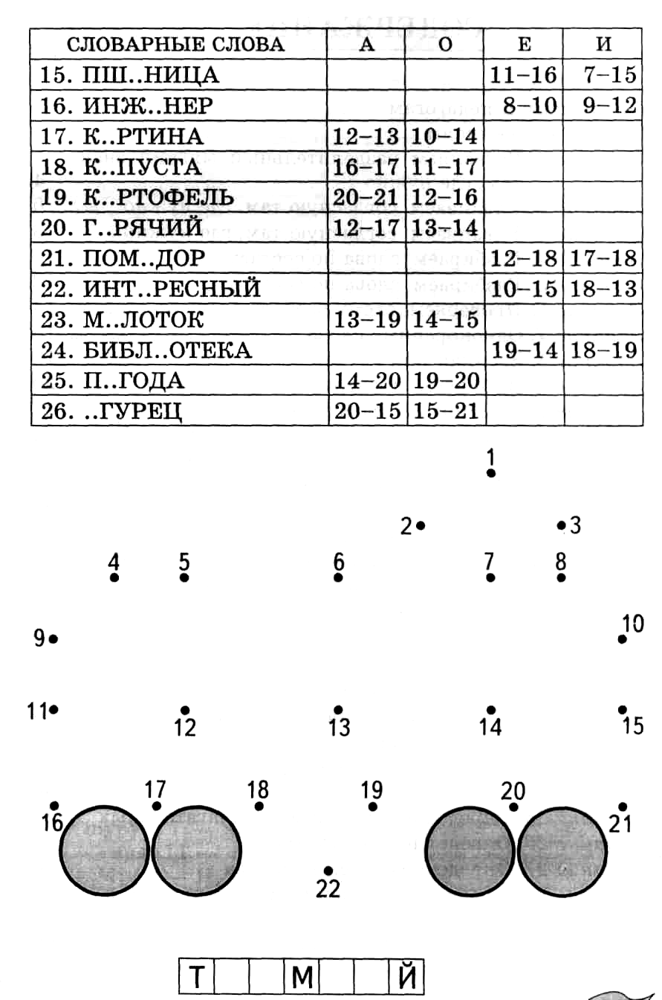 СЛОВАРНЫЕ СЛОВА А О Е И
15. ПШ..НИЦА 11–16 7–15
16. ИНЖ..НЕР 8–10 9–12
17. К..РТИНА 12–13 10–14
18. К..ПУСТА 16–17 11–17
19. К..РТОФЕЛЬ 20–21 12–16
20. Г..РЯЧИЙ 12–17 13–14
21. ПОМ..ДОР 12–18 17–18
22. ИНТ..РЕСНЫЙ 10–15 18–13
23. М..ЛОТОК 13–19 14–15
24. БИБЛ..ОТЕКА 19–14 18–19
25. П..ГОДА 14–20 19–20
26. ..ГУРЕЦ 20–15 15–21
1
2 3
4 5 6 7 8
9 10
11 12 13 14 15
16 17 18 19 20 21
22
Т М Й